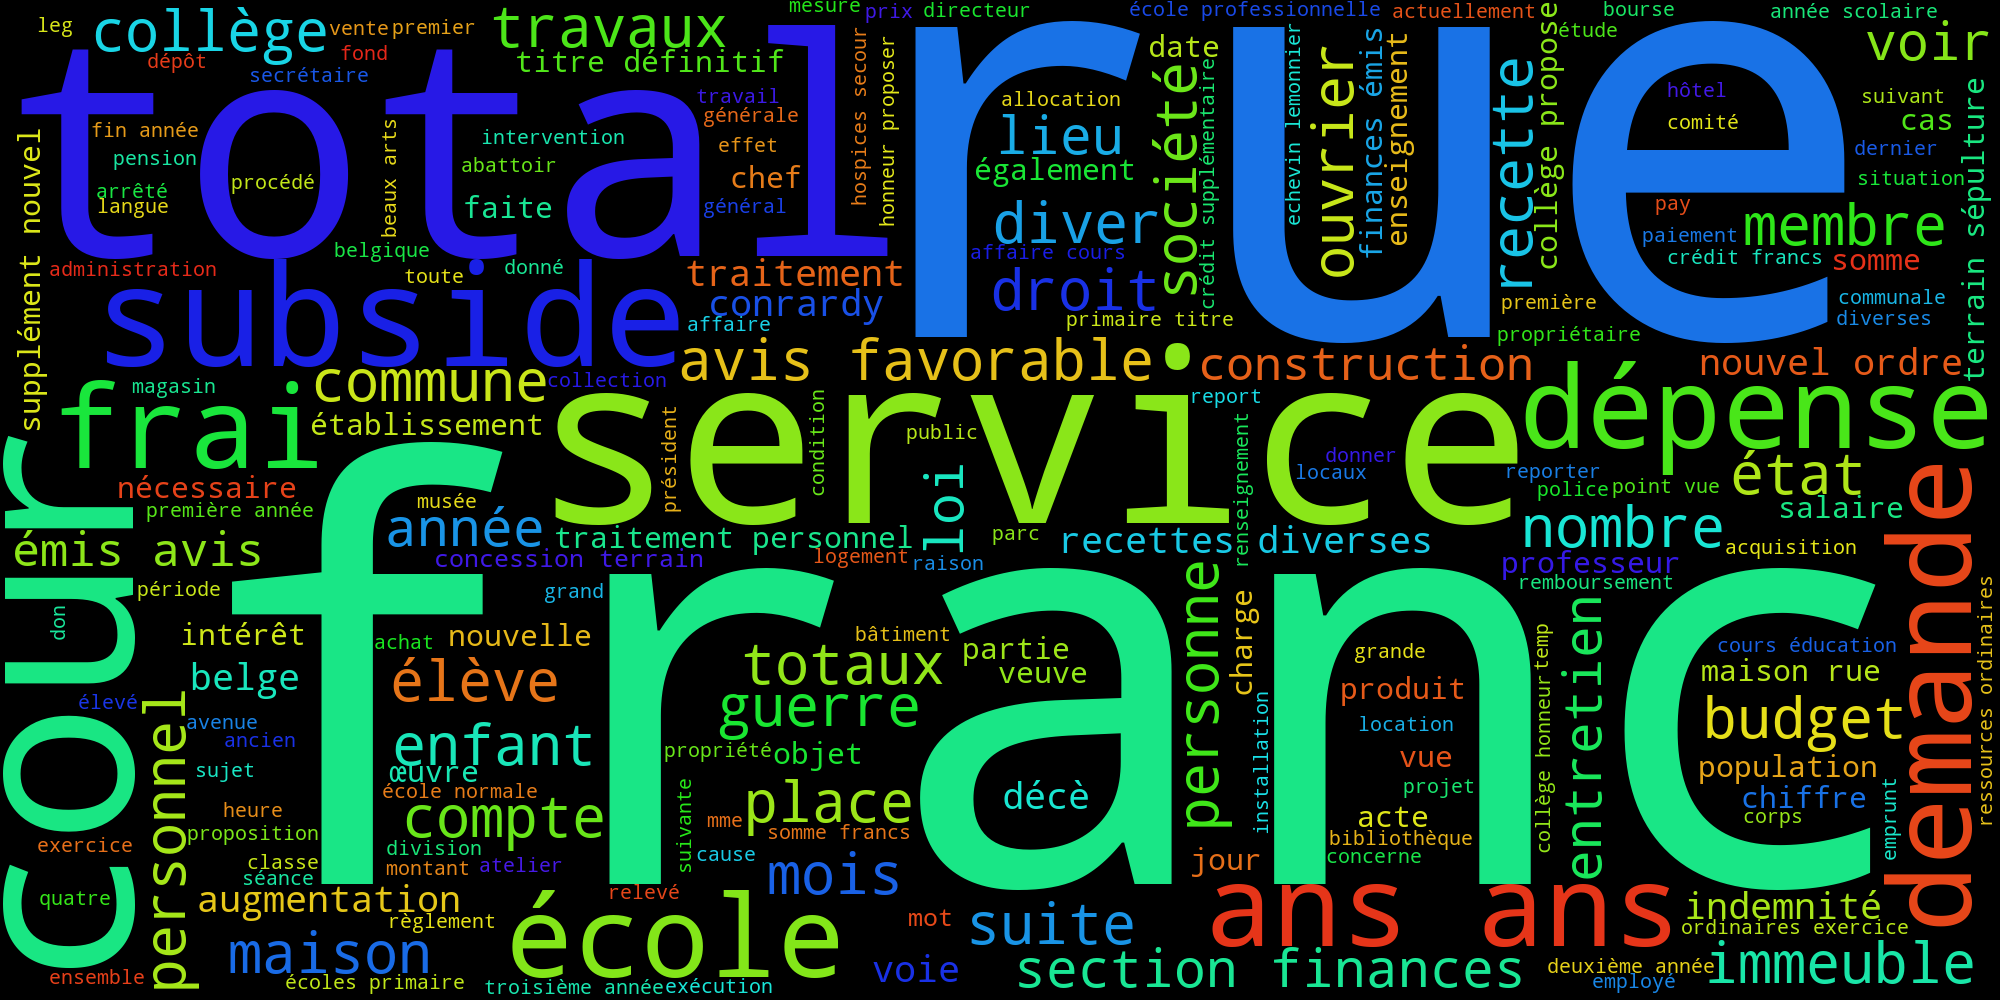 leg
collège
vente
premier
travaux
mesure
prix
directeur
école professionnelle
actuellement
bourse
année scolaire
dépôt
fond
secrétaire
titre définitif
date
étude
voir
total
rue
travail
générale
allocation
hôtel
suivant
fin année
pension
arrêté
langue
procédé
beaux arts
intervention
abattoir
effet
chef
faite
général
hospices secour
honneur proposer
lieu
également
société
crédit supplémentaire
echevin lemonnier
ouvrier
finances émis
enseignement
recette
collège propose
comité
cas
dernier
situation
terrain sépulture
supplément nouvel
pay
paiement
membre
crédit francs
somme
diver
affaire cours
droit
belgique
administration
toute
donné
traitement
conrardy
subside
affaire
primaire titre
première
propriétaire
communale
diverses
avis favorable
construction
nouvel ordre
magasin
commune
collection
frai
établissement
service
président
condition
public
report
renseignement
donner
locaux
dépense
reporter
police
point vue
état
nécessaire
première année
musée
année
loi
parc
nombre
salaire
émis avis
traitement personnel
concession terrain
logement
raison
recettes diverses
professeur
acquisition
remboursement
cour
période
don
grand
franc
intérêt
achat
nouvelle
bâtiment
partie
veuve
personne
charge
grande
temp
cours éducation
maison rue
ressources ordinaires
demande
belge
élève
totaux
guerre
produit
élevé
personnel
avenue
ancien
enfant
propriété
objet
location
vue
entretien
budget
population
sujet
œuvre
école normale
compte
place
décè
installation
projet
collège honneur
chiffre
corps
emprunt
heure
proposition
suivante
mme
somme francs
acte
bibliothèque
concerne
exercice
classe
séance
division
montant
atelier
cause
mois
jour
quatre
augmentation
relevé
règlement
école
mot
suite
ans ans
indemnité
ordinaires exercice
maison
ensemble
écoles primaire
troisième année
exécution
voie
section finances
deuxième année
employé
immeuble